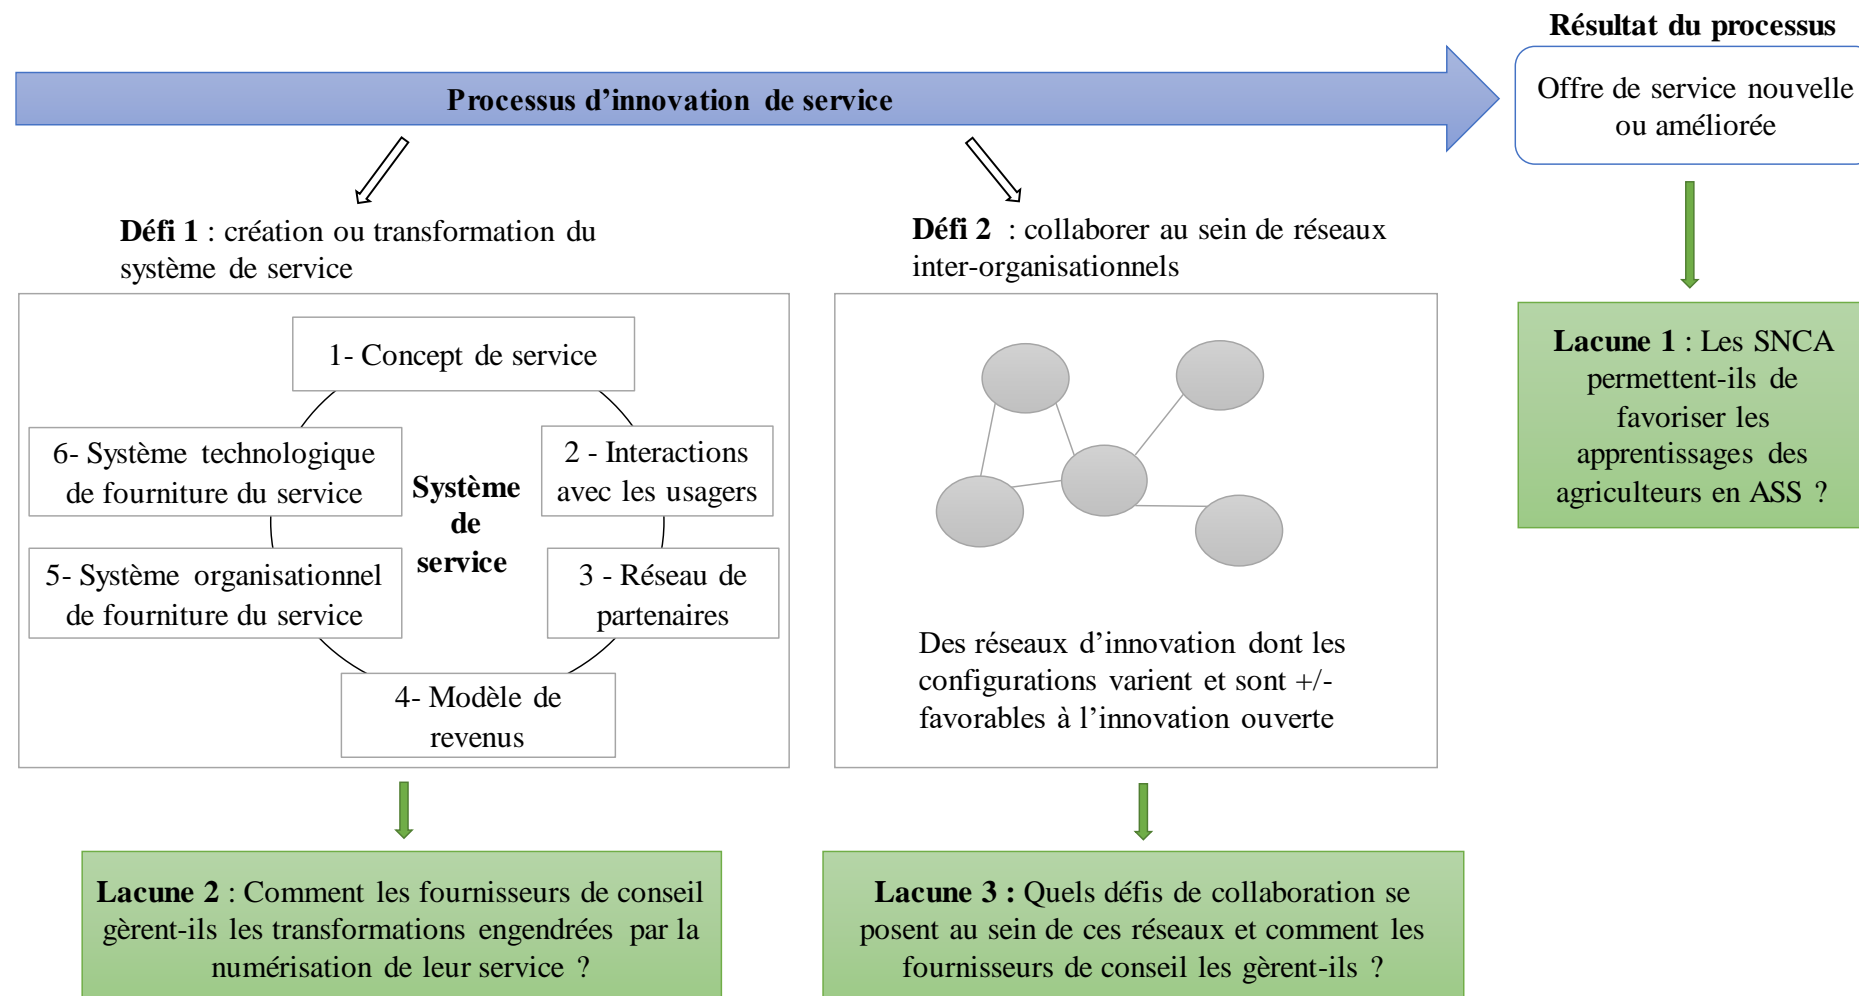 Résultat du processus
Processus d’innovation de service
Offre de service nouvelle
ou améliorée
Défi 1 : création ou transformation du
système de service
Défi 2 : collaborer au sein de réseaux
inter-organisationnels
1- Concept de service
6- Système technologique
de fourniture du service
Système
de
service
2 - Interactions
avec les usagers
5- Système organisationnel
de fourniture du service
3 - Réseau de
partenaires
4- Modèle de
revenus
Des réseaux d’innovation dont les
configurations varient et sont +/-
favorables à l’innovation ouverte
Lacune 1 : Les SNCA
permettent-ils de
favoriser les
apprentissages des
agriculteurs en ASS ?
Lacune 2 : Comment les fournisseurs de conseil
gèrent-ils les transformations engendrées par la
numérisation de leur service ?
Lacune 3 : Quels défis de collaboration se
posent au sein de ces réseaux et comment les
fournisseurs de conseil les gèrent-ils ?